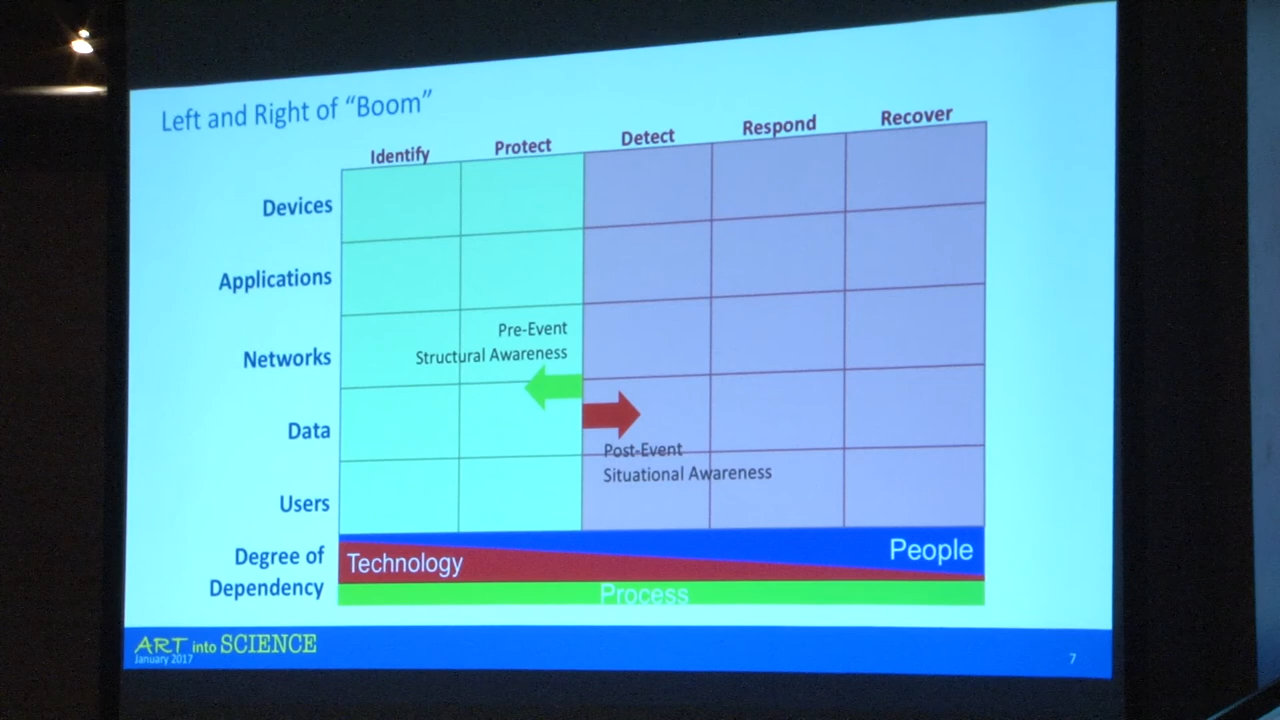 Left and Right of “Boom”
Identify Protect Detect Respond Recover
Devices
Applications
Networks
Data
Users
Pre-Event
Structural Awareness
Post-Event
Situational Awareness
Degree of
Dependency
Technology
People
Process
ART into SCIENCE
January 2017
7